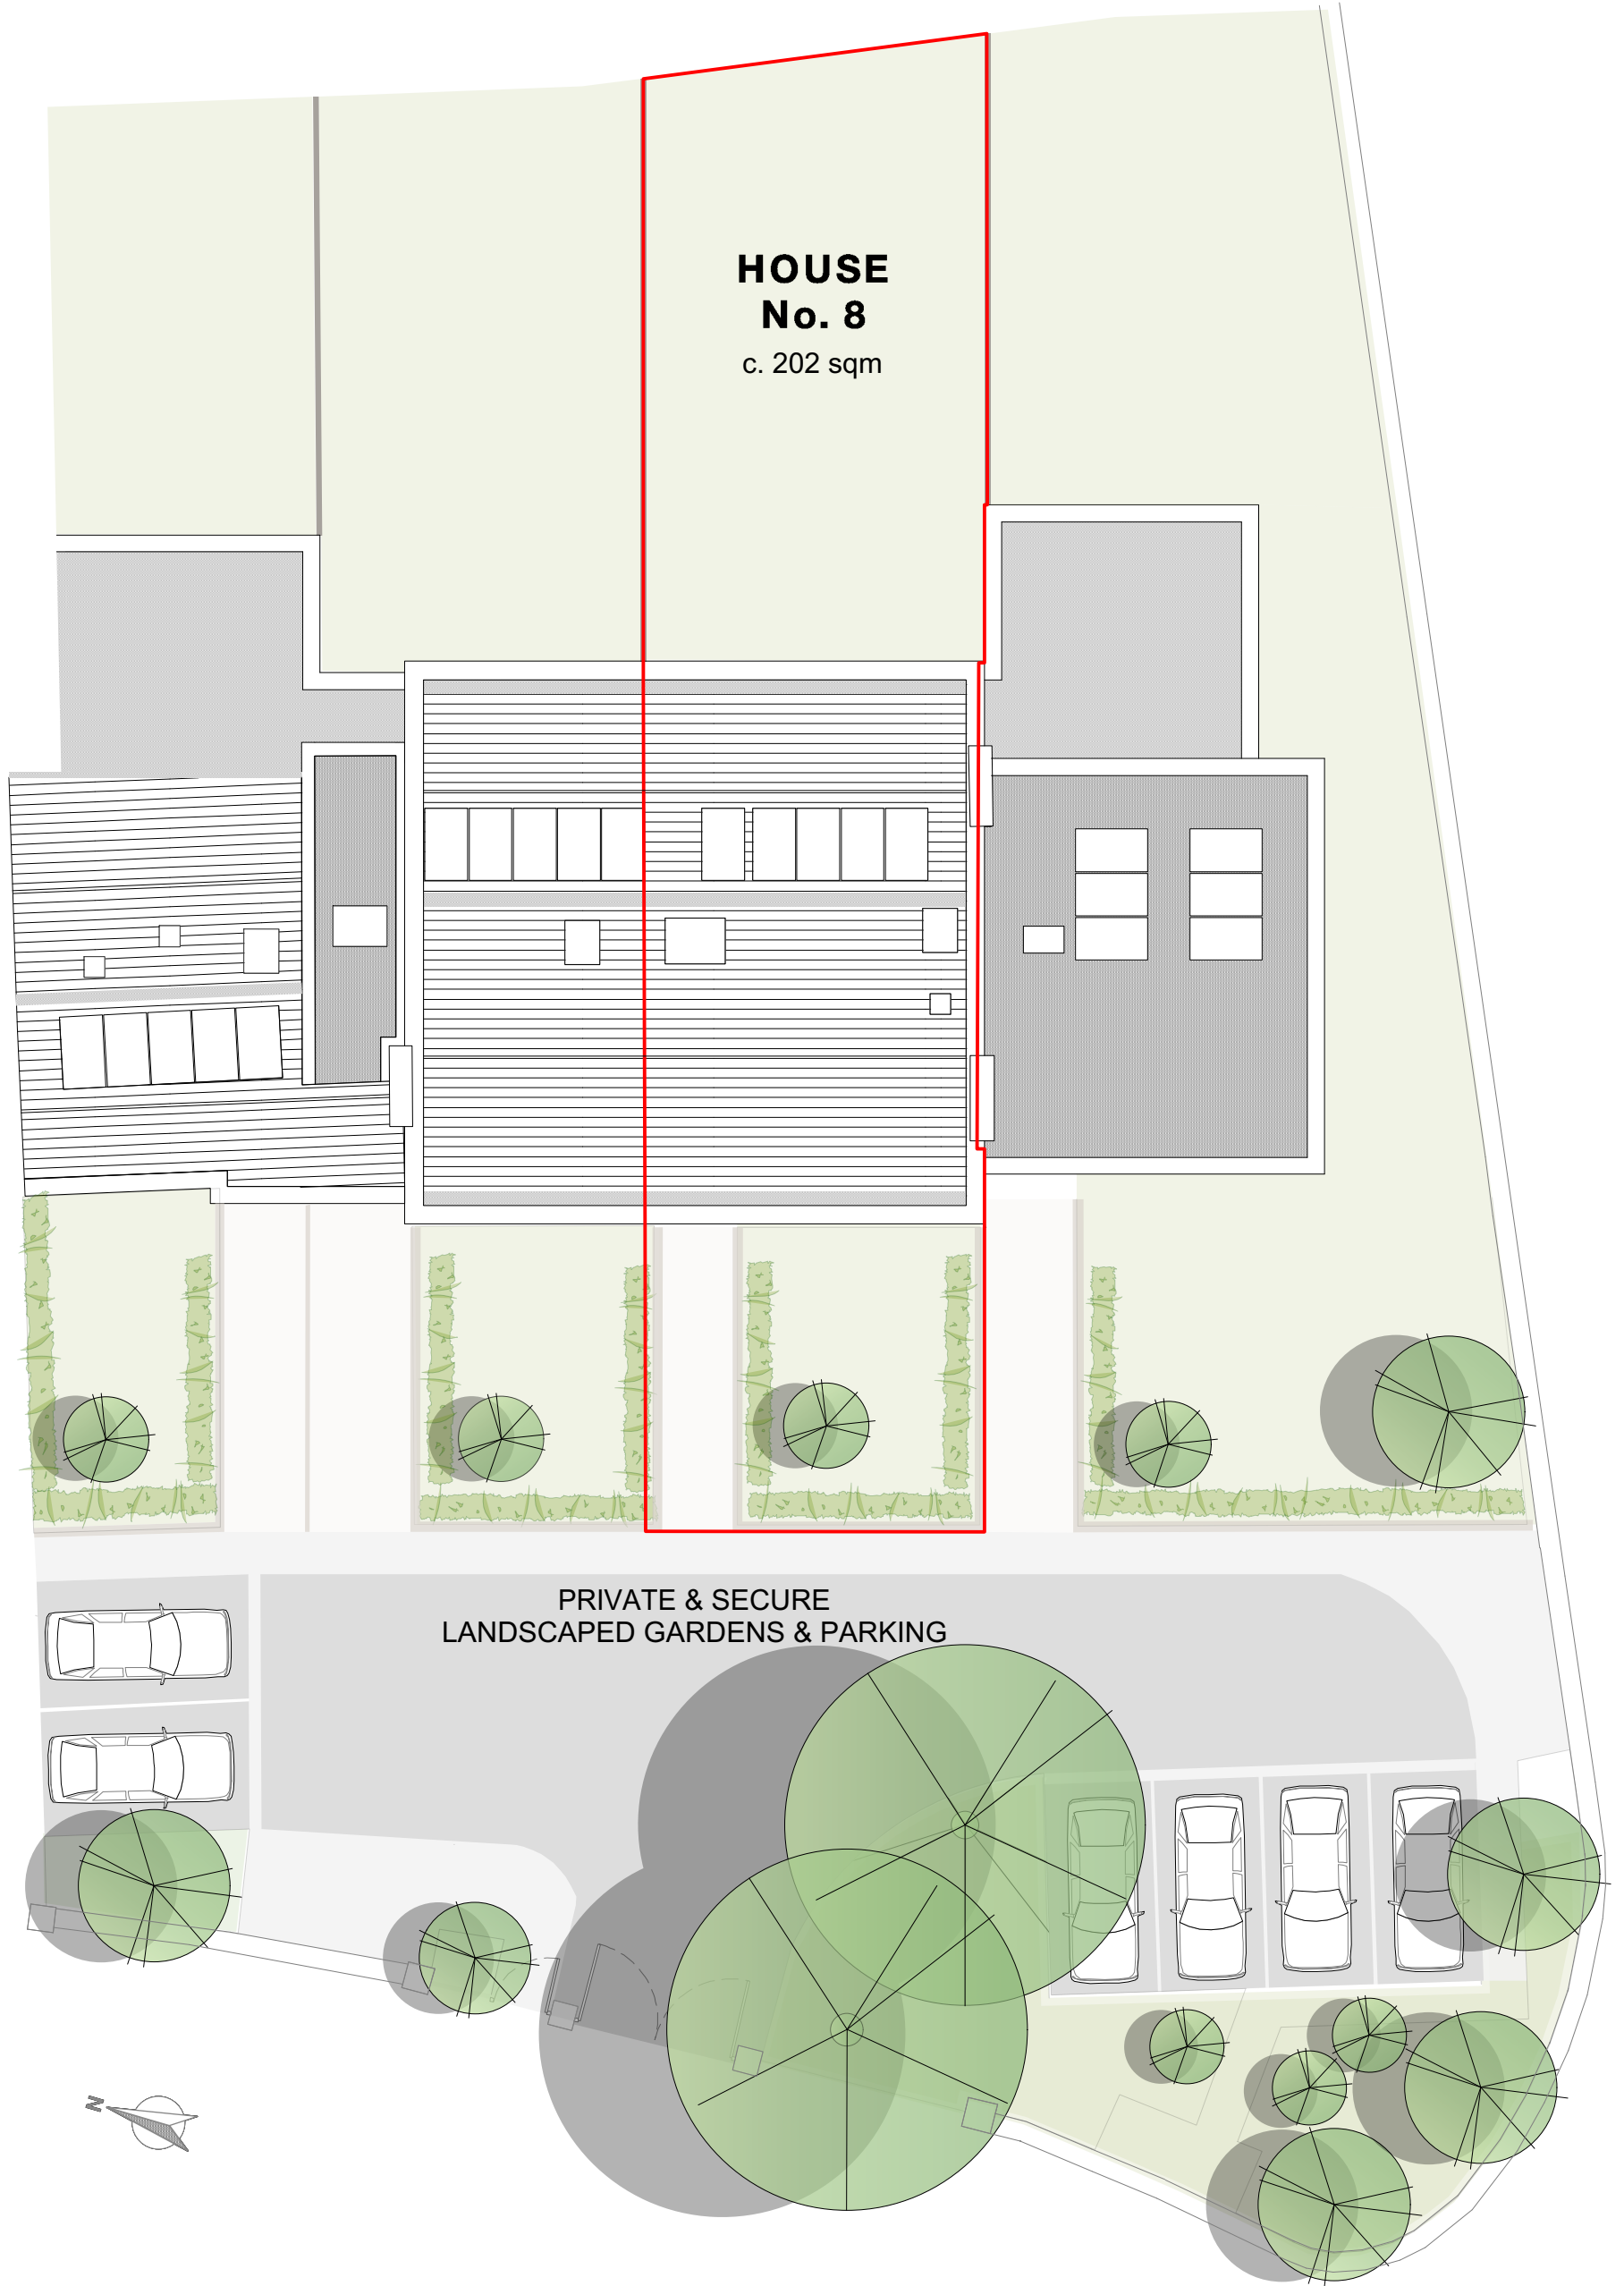 HOUSE
No. 8
c. 202 sqm
PRIVATE & SECURE
LANDSCAPED GARDENS & PARKING
N